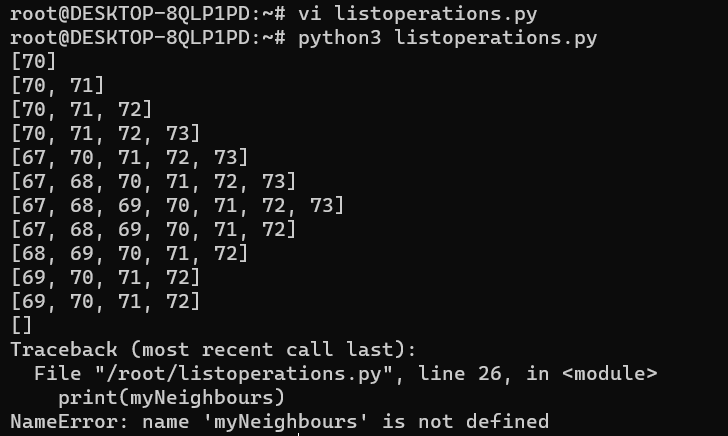 root@DESKTOP-8QLP1PD:~# vi listoperations.py
root@DESKTOP-8QLP1PD:~# python3 listoperations.py
[70]
[70, 71]
[70, 71, 72]
[70, 71, 72, 73]
[67, 70, 71, 72, 73]
[67, 68, 70, 71, 72, 73]
[67, 68, 69, 70, 71, 72, 73]
[67, 68, 69, 70, 71, 72]
[68, 69, 70, 71, 72]
[69, 70, 71, 72]
[69, 70, 71, 72]
[]
Traceback (most recent call last):
  File "/root/listoperations.py", line 26, in <module>
    print(myNeighbours)
NameError: name 'myNeighbours' is not defined